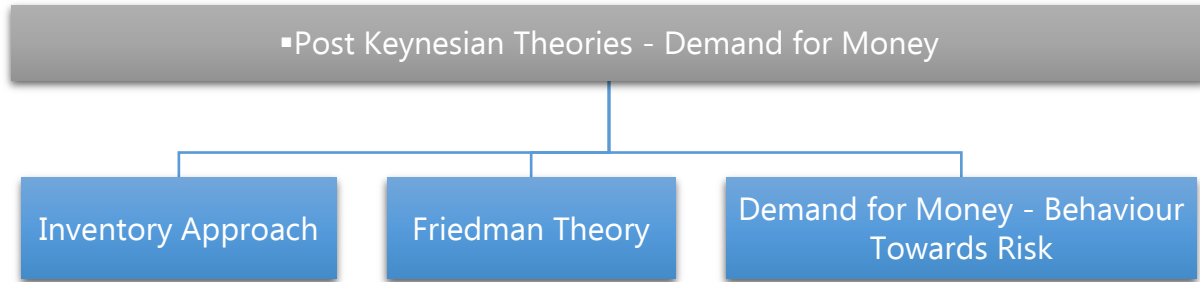 ▪Post Keynesian Theories - Demand for Money
Inventory Approach
Friedman Theory
Demand for Money - Behaviour
Towards Risk